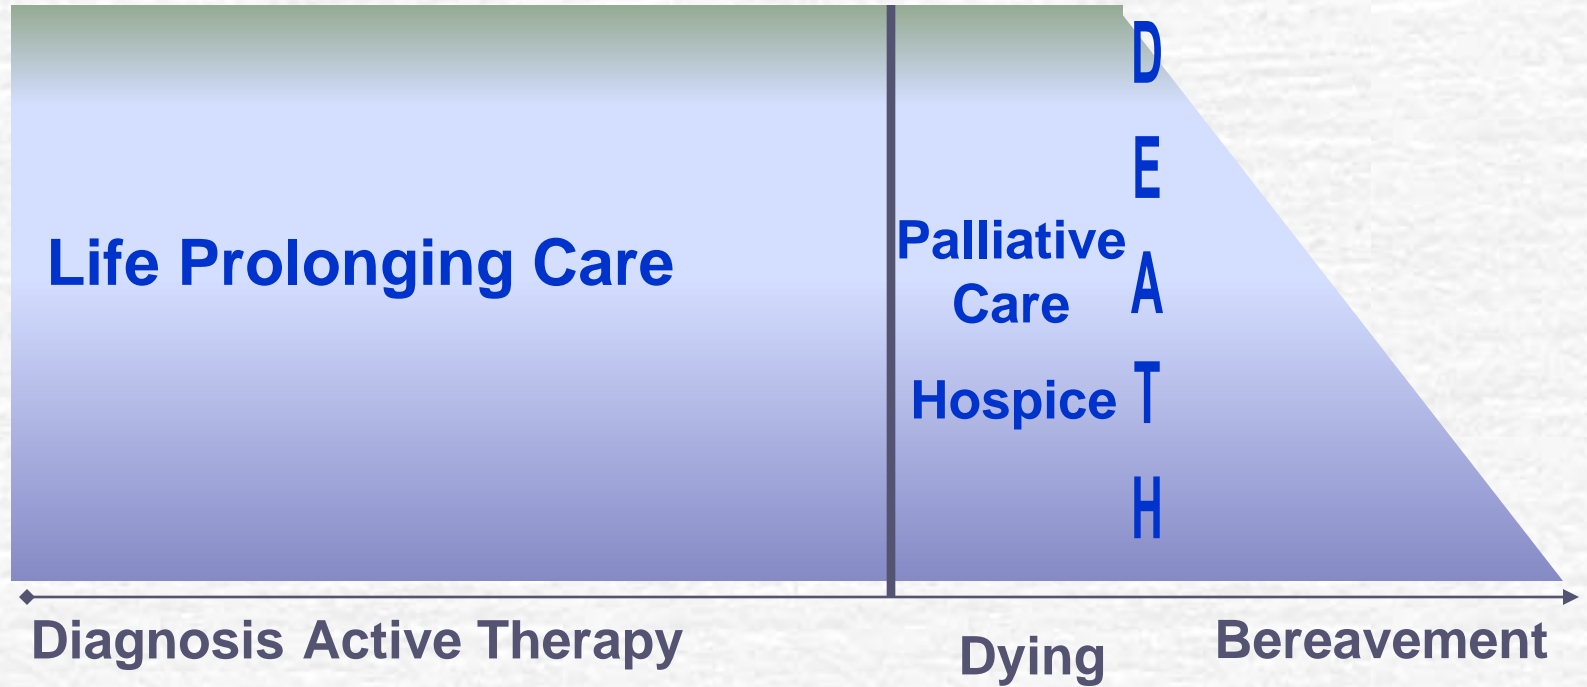 Life Prolonging Care
Palliative
Care
Hospice
D
E
A
T
H
Diagnosis Active Therapy
Dying
Bereavement